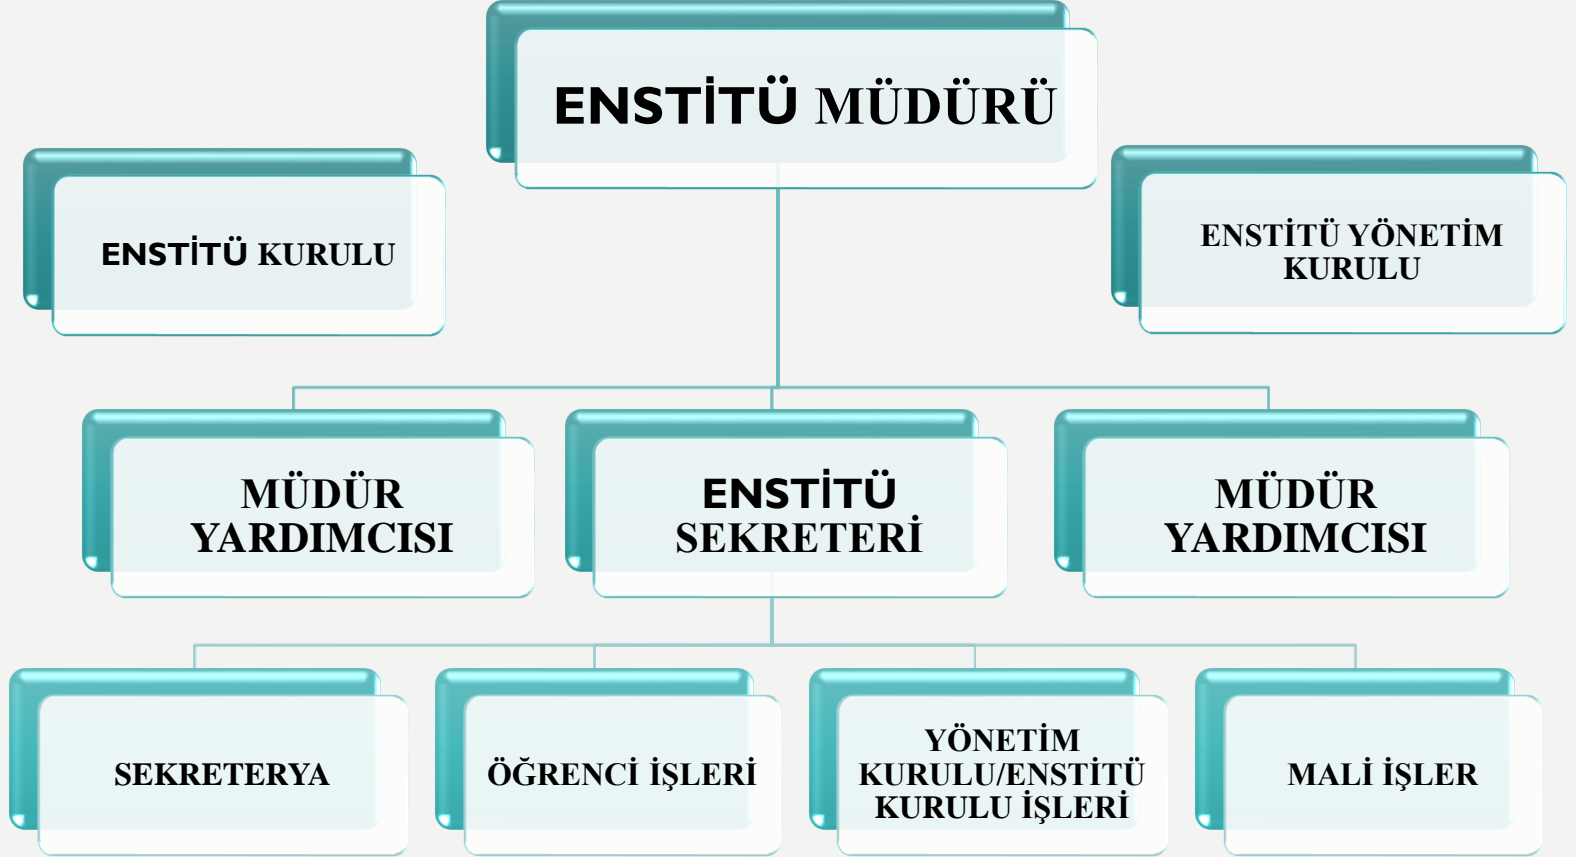 ENSTİTÜ MÜDÜRÜ
ENSTİTÜ KURULU
ENSTİTÜ YÖNETİM
KURULU
MÜDÜR
YARDIMCISI
ENSTİTÜ
SEKRETERİ
MÜDÜR
YARDIMCISI
SEKRETERYA
ÖĞRENCİ İŞLERİ
YÖNETİM
KURULU/ENSTİTÜ
KURULU İŞLERİ
MALİ İŞLER